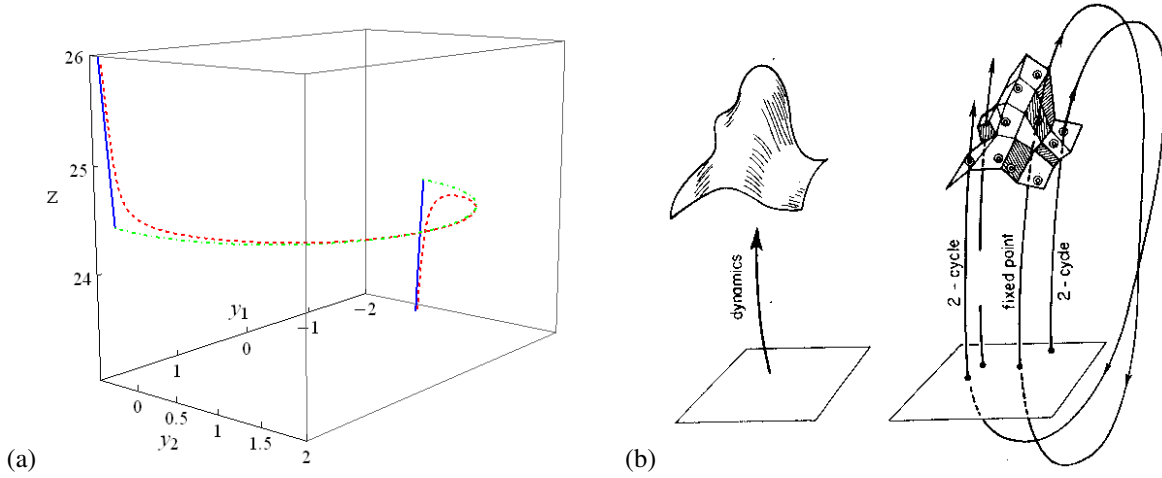 26
25
Z
24
y1
-2
-1
0
1
0
0.5
1
1.5
2
y2
(a)
dynamics
2 - cycle
fixed point
2 - cycle
(b)